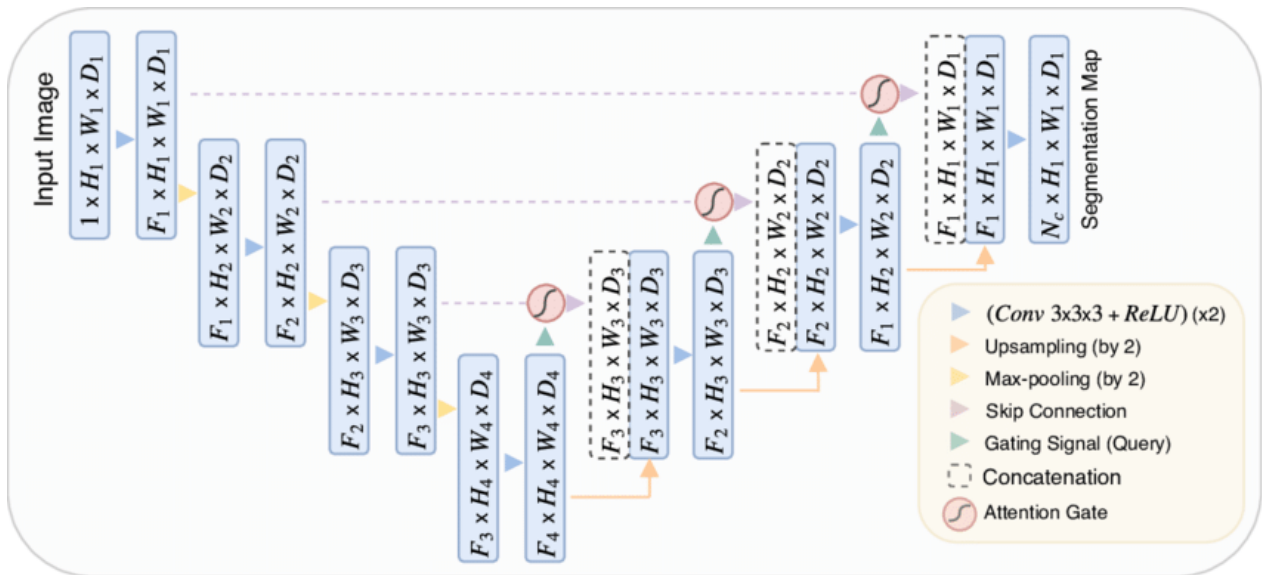 Input Image
1 x H₁ x W₁ x D₁
F₁ x H₁ x W₁ x D₁
F₁ x H₂ x W₂ x D₂
F₂ x H₂ x W₂ x D₂
F₂ x H₃ x W₃ x D₃
F₃ x H₃ x W₃ x D₃
F₃ x H₄ x W₄ x D₄
F₄ x H₄ x W₄ x D₄
F₃ x H₃ x W₃ x D₃
F₃ x H₃ x W₃ x D₃
F₂ x H₃ x W₃ x D₃
F₂ x H₂ x W₂ x D₂
F₂ x H₂ x W₂ x D₂
F₁ x H₂ x W₂ x D₂
F₁ x H₁ x W₁ x D₁
F₁ x H₁ x W₁ x D₁
N_c x H₁ x W₁ x D₁
Segmentation Map
(Conv 3x3x3 + ReLU) (x2)
Upsampling (by 2)
Max-pooling (by 2)
Skip Connection
Gating Signal (Query)
Concatenation
Attention Gate